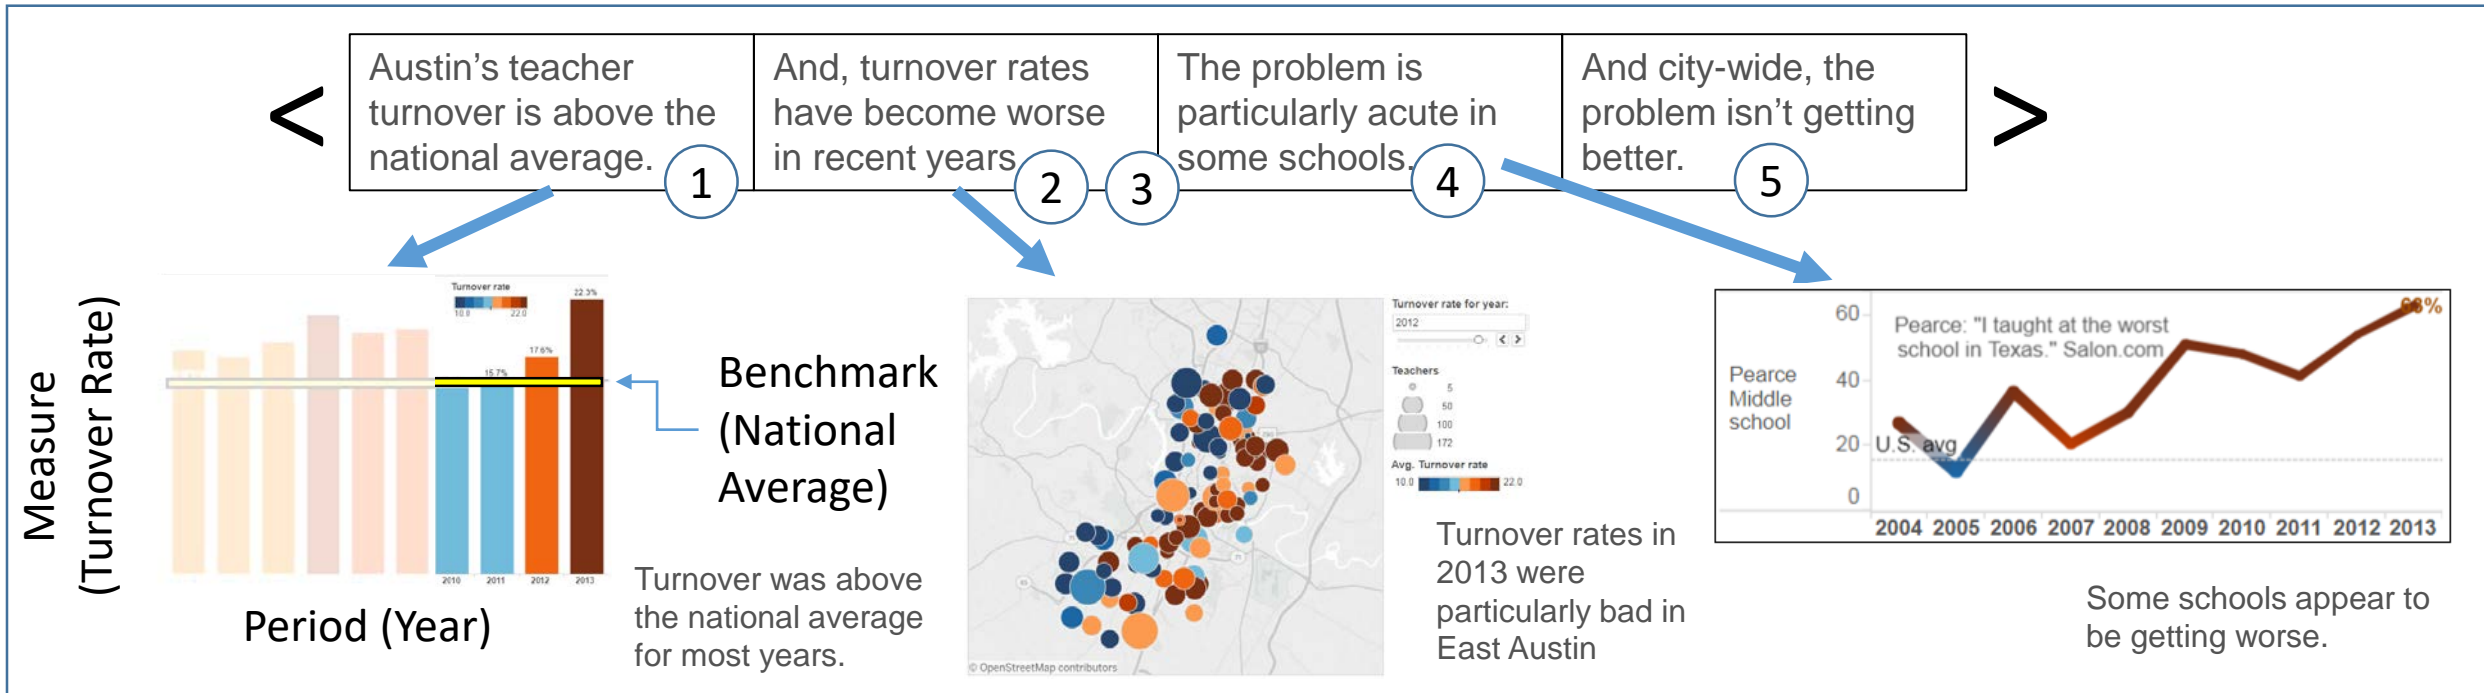 <
Austin's teacher
turnover is above the
national average.
1
And, turnover rates
have become worse
in recent years
2
3
The problem is
particularly acute in
some schools.
4
And city-wide, the
problem isn't getting
better.
5
>
Measure
(Turnover Rate)
Turnover rate
10.0 22.0
22.3%
17.6%
15.7%
2010 2011 2012 2013
Period (Year)
Benchmark
(National
Average)
Turnover was above
the national average
for most years.
© OpenStreetMap contributors
Turnover rate for year:
2012
< >
Teachers
5
50
100
172
Avg. Turnover rate
10.0 22.0
Turnover rates in
2013 were
particularly bad in
East Austin
Pearce
Middle
school
60
40
20
0
Pearce: "I taught at the worst
school in Texas." Salon.com
U.S. avg
2004 2005 2006 2007 2008 2009 2010 2011 2012 2013
Some schools appear to
be getting worse.